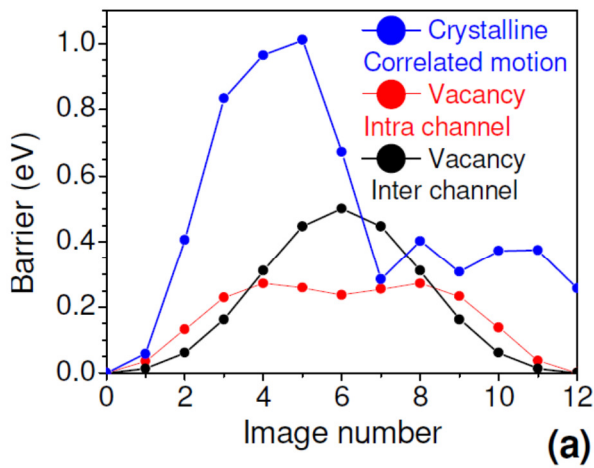 1.0
0.8
0.6
0.4
0.2
0.0
Barrier (eV)
Crystalline
Correlated motion
Vacancy
Intra channel
Vacancy
Inter channel
0 2 4 6 8 10 12
Image number
(a)